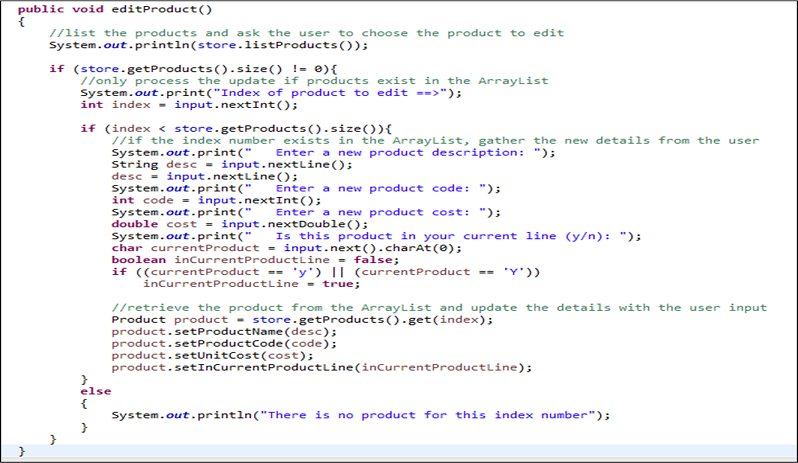 public void editProduct()
{
    //list the products and ask the user to choose the product to edit
    System.out.println(store.listProducts());

    if (store.getProducts().size() != 0){
        //only process the update if products exist in the ArrayList
        System.out.print("Index of product to edit ==>");
        int index = input.nextInt();

        if (index < store.getProducts().size()){
            //if the index number exists in the ArrayList, gather the new details from the user
            System.out.print("   Enter a new product description: ");
            String desc = input.nextLine();
            desc = input.nextLine();
            System.out.print("   Enter a new product code: ");
            int code = input.nextInt();
            System.out.print("   Enter a new product cost: ");
            double cost = input.nextDouble();
            System.out.print("   Is this product in your current line (y/n): ");
            char currentProduct = input.next().charAt(0);
            boolean inCurrentProductLine = false;
            if ((currentProduct == 'y') || (currentProduct == 'Y'))
                inCurrentProductLine = true;

            //retrieve the product from the ArrayList and update the details with the user input
            Product product = store.getProducts().get(index);
            product.setProductName(desc);
            product.setProductCode(code);
            product.setUnitCost(cost);
            product.setInCurrentProductLine(inCurrentProductLine);
        }
        else
        {
            System.out.println("There is no product for this index number");
        }
    }
}